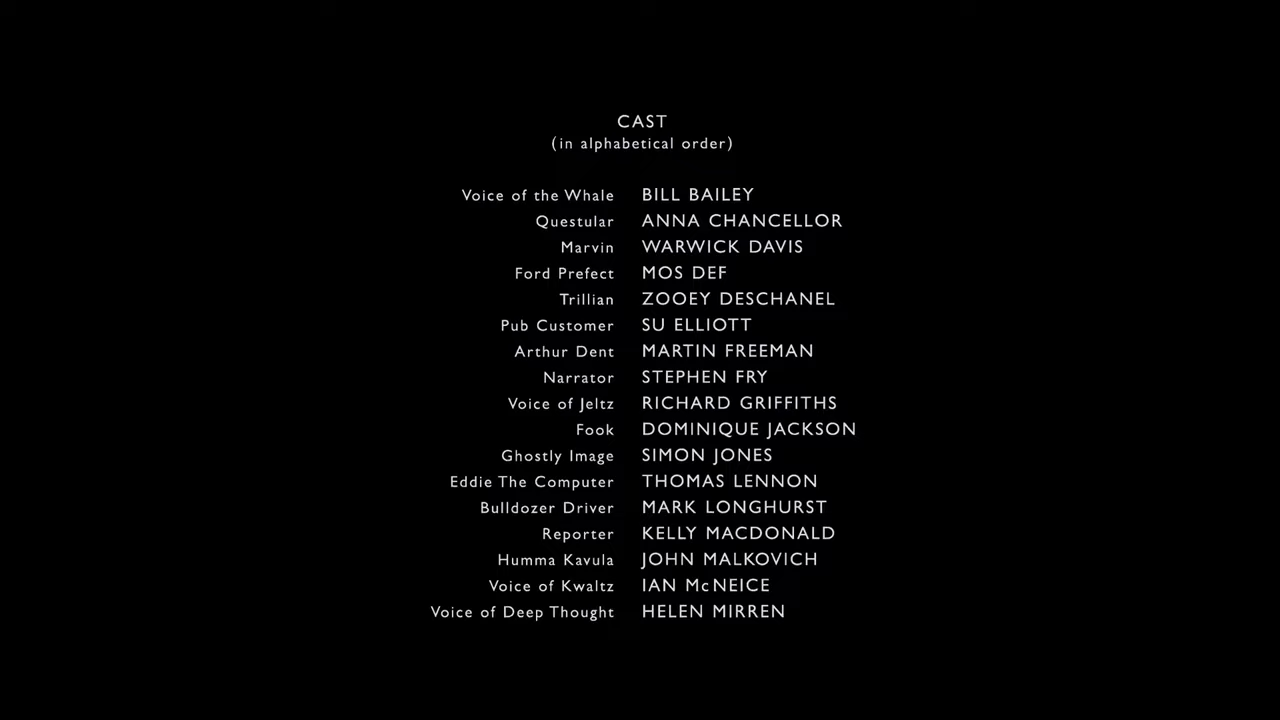 CAST
(in alphabetical order)
Voice of the Whale BILL BAILEY
Questular ANNA CHANCELLOR
Marvin WARWICK DAVIS
Ford Prefect MOS DEF
Trillian ZOOEY DESCHANEL
Pub Customer SU ELLIOTT
Arthur Dent MARTIN FREEMAN
Narrator STEPHEN FRY
Voice of Jeltz RICHARD GRIFFITHS
Fook DOMINIQUE JACKSON
Ghostly Image SIMON JONES
Eddie The Computer THOMAS LENNON
Bulldozer Driver MARK LONGHURST
Reporter KELLY MACDONALD
Humma Kavula JOHN MALKOVICH
Voice of Kwaltz IAN McNEICE
Voice of Deep Thought HELEN MIRREN